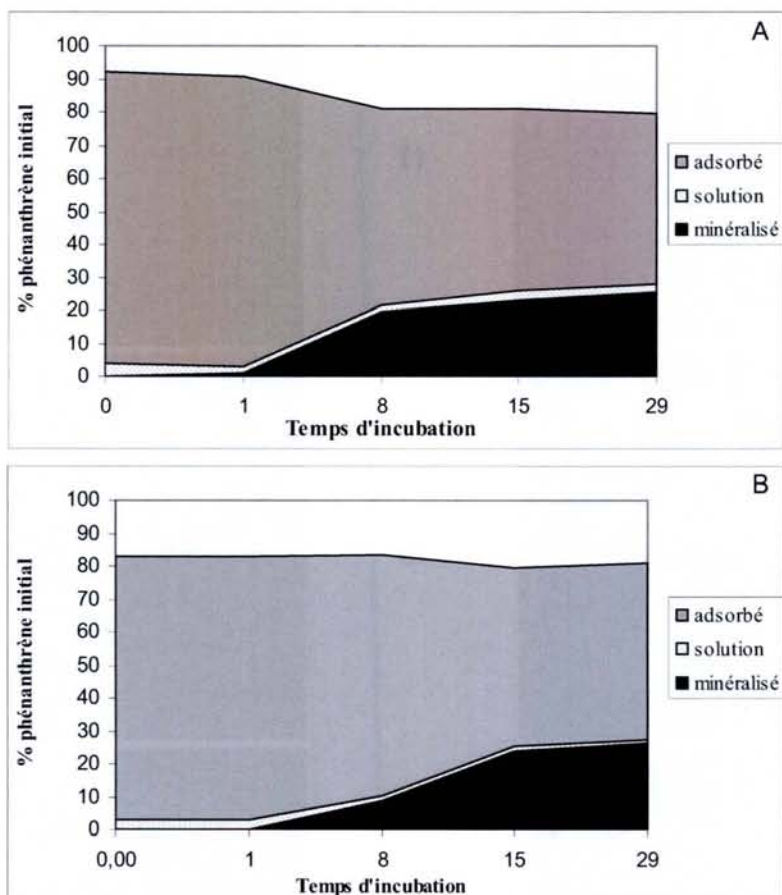 A
% phénanthrène initial
100
90
80
70
60
50
40
30
20
10
0
0 1 8 15 29
Temps d'incubation
adsorbé
solution
minéralisé
B
% phénanthrène initial
100
90
80
70
60
50
40
30
20
10
0
0,00 1 8 15 29
Temps d'incubation
adsorbé
solution
minéralisé